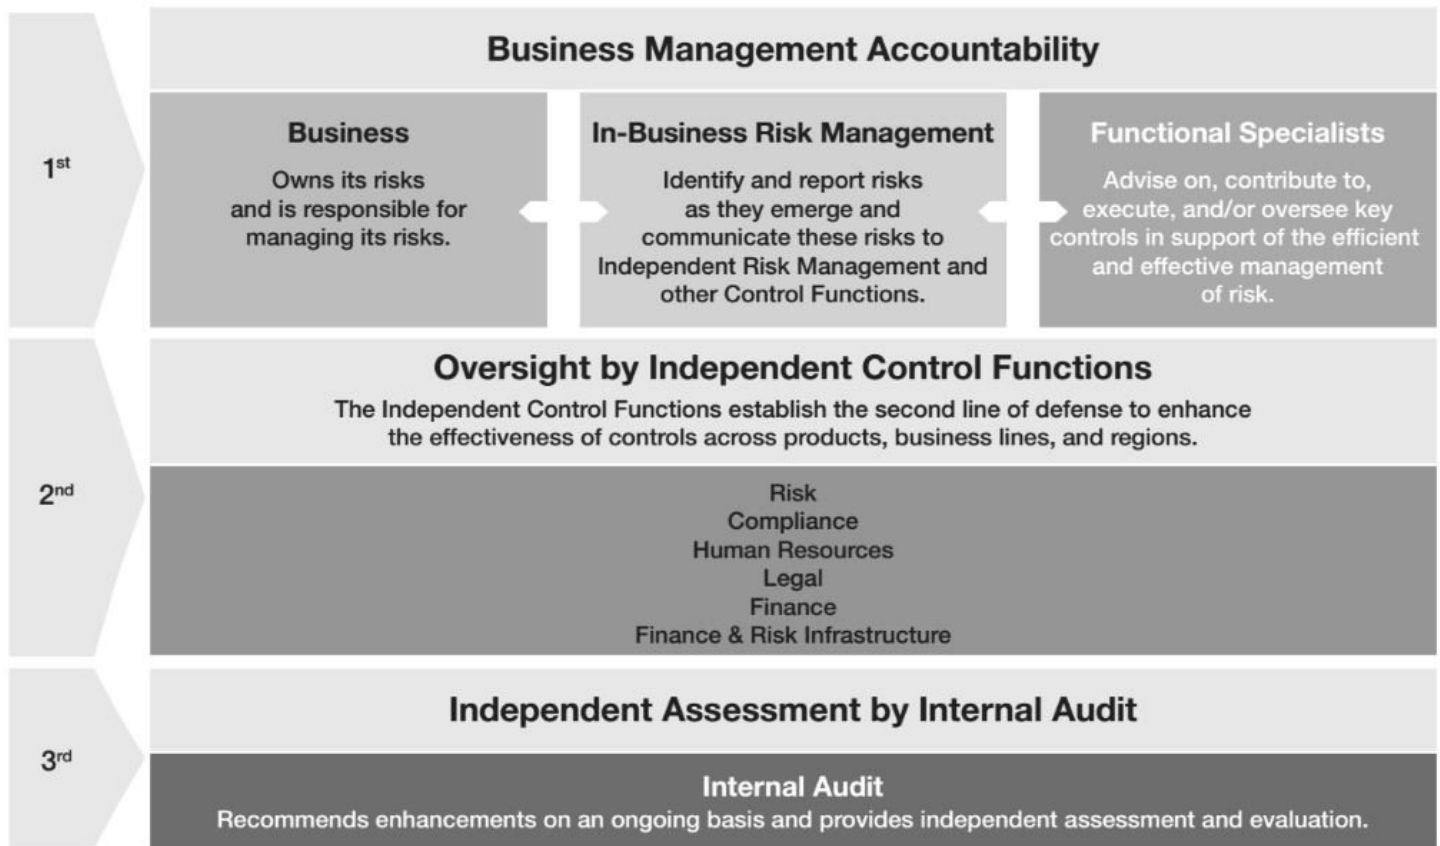 Business Management Accountability
1st
Business
Owns its risks
and is responsible for
managing its risks.
In-Business Risk Management
Identify and report risks
as they emerge and
communicate these risks to
Independent Risk Management and
other Control Functions.
Functional Specialists
Advise on, contribute to,
execute, and/or oversee key
controls in support of the efficient
and effective management
of risk.
2nd
Oversight by Independent Control Functions
The Independent Control Functions establish the second line of defense to enhance
the effectiveness of controls across products, business lines, and regions.
Risk
Compliance
Human Resources
Legal
Finance
Finance & Risk Infrastructure
3rd
Independent Assessment by Internal Audit
Internal Audit
Recommends enhancements on an ongoing basis and provides independent assessment and evaluation.